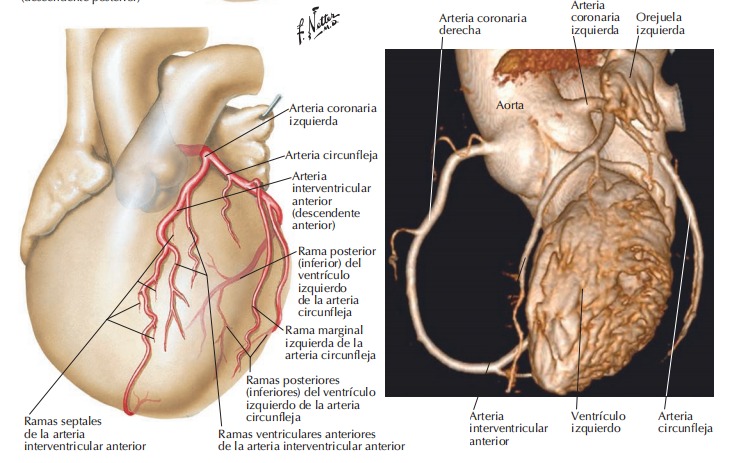 (descendente posterior)
Arteria coronaria
izquierda
Arteria circunfleja
Arteria
interventricular
anterior
(descendente
anterior)
Rama posterior
(inferior) del
ventrículo
izquierdo
de la arteria
circunfleja
Rama marginal
izquierda de la
arteria circunfleja
Ramas posteriores
(inferiores) del ventrículo
izquierdo de la arteria
circunfleja
Ramas ventriculares anteriores
de la arteria interventricular anterior
Ramas septales
de la arteria
interventricular anterior
F. Netter
M.D.
Arteria coronaria
derecha
Arteria
coronaria
izquierda
Orejuela
izquierda
Aorta
Arteria
interventricular
anterior
Ventrículo
izquierdo
Arteria
circunfleja